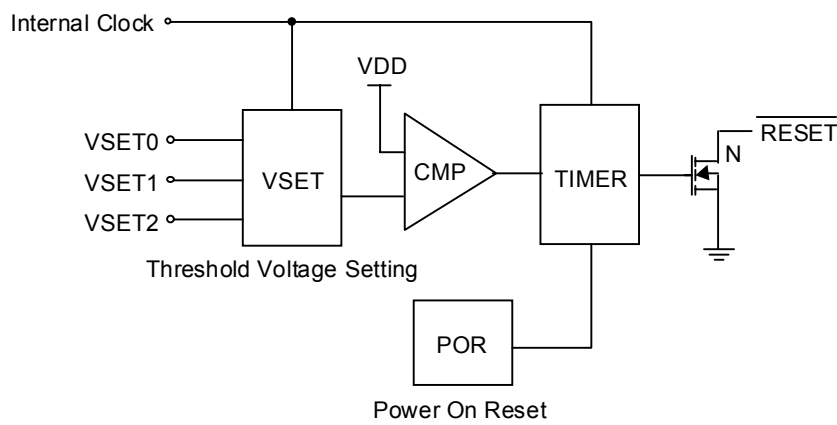 Internal Clock
VDD
VSET0
VSET1
VSET2
VSET
CMP
TIMER
N
RESET
Threshold Voltage Setting
POR
Power On Reset